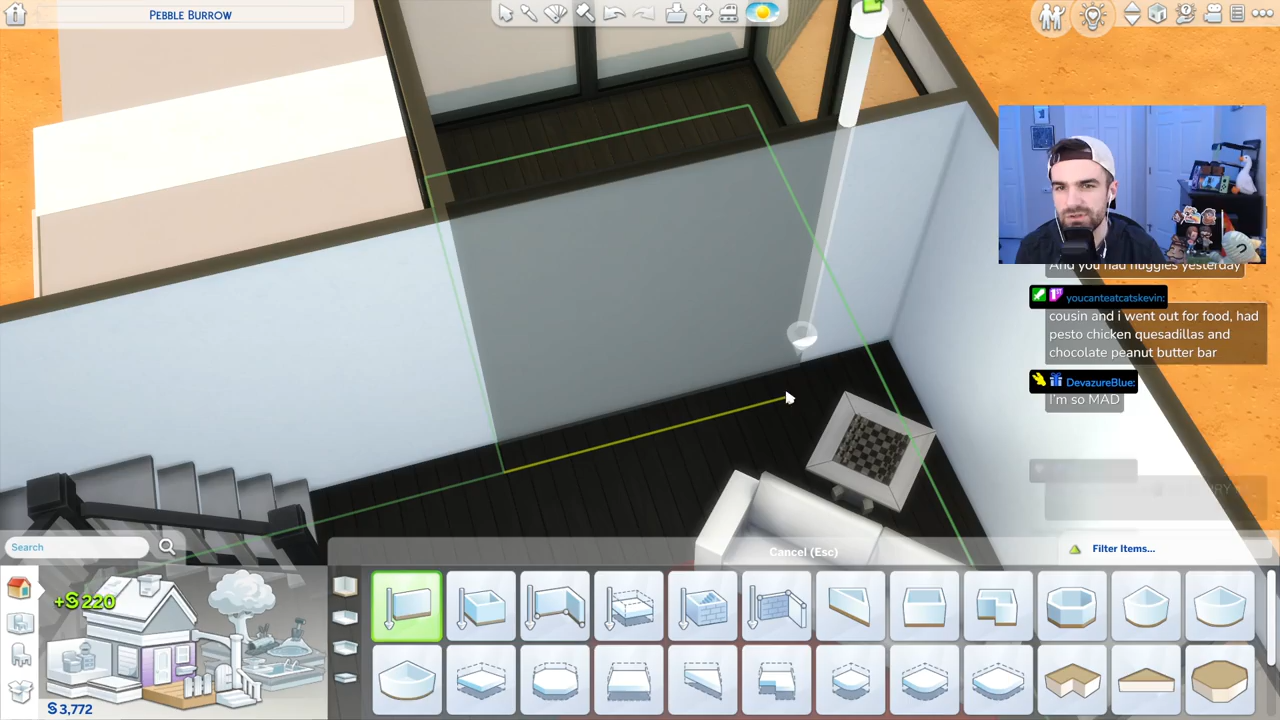 PEBBLE BURROW
And you had nuggies yesterday
youcanteatcatskevin:
cousin and i went out for food, had
pesto chicken quesadillas and
chocolate peanut butter bar
DevazureBlue:
I'm so MAD
Search
Cancel (Esc)
Filter Items...
+§220
§3,772